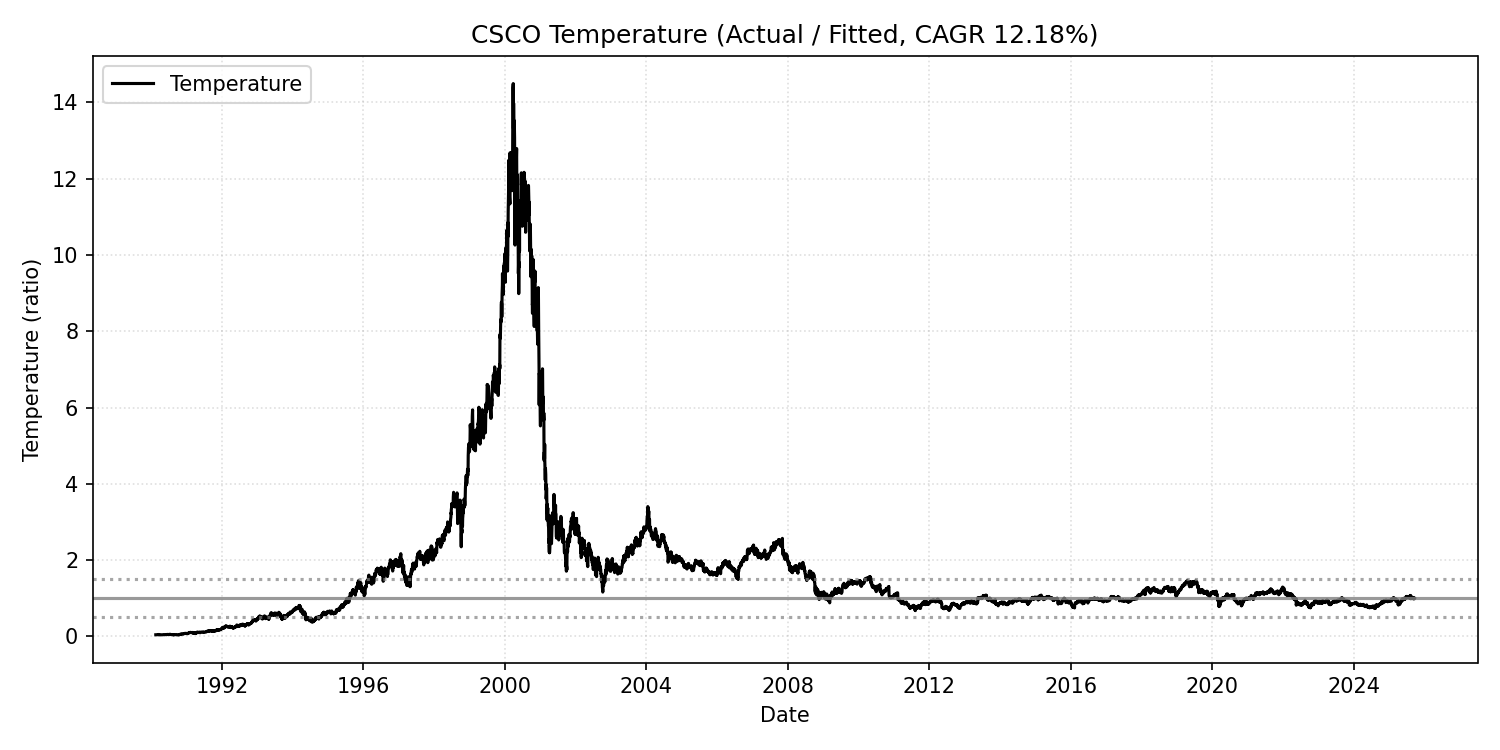 CSCO Temperature (Actual / Fitted, CAGR 12.18%)
Temperature
Temperature (ratio)
14
12
10
8
6
4
2
0
1992 1996 2000 2004 2008 2012 2016 2020 2024
Date